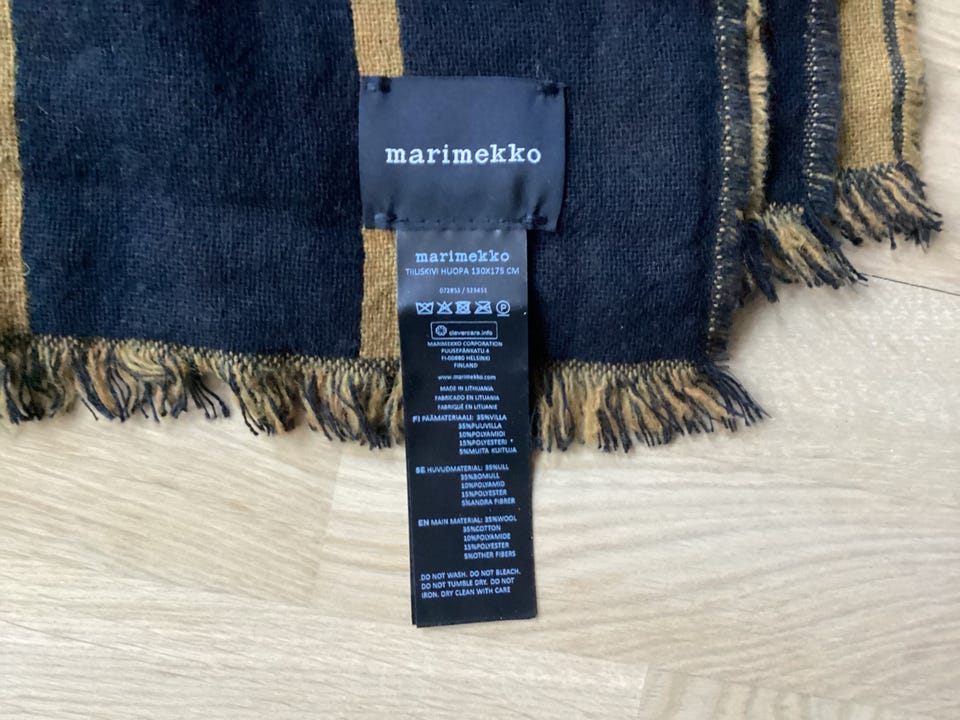 marimekko
marimekko
TIILISKIVI HUOPA 130X175 CM
072853 / 323451
P
clevercare.info
MARIMEKKO CORPORATION
PUUSEPÄNKATU 4
FI-00880 HELSINKI
FINLAND
www.marimekko.com
MADE IN LITHUANIA
FABRICADO EN LITUANIA
FABRIQUÉ EN LITUANIE
FI PÄÄMATERIAALI: 35%VILLA
35%PUUVILLA
10%POLYAMIDI
15%POLYESTERI
5%MUITA KUITUJA
SE HUVUDMATERIAL: 35%ULL
35%BOMULL
10%POLYAMID
15%POLYESTER
5%ANDRA FIBRER
EN MAIN MATERIAL: 35%WOOL
35%COTTON
10%POLYAMIDE
15%POLYESTER
5%OTHER FIBERS
DO NOT WASH. DO NOT BLEACH.
DO NOT TUMBLE DRY. DO NOT
IRON. DRY CLEAN WITH CARE